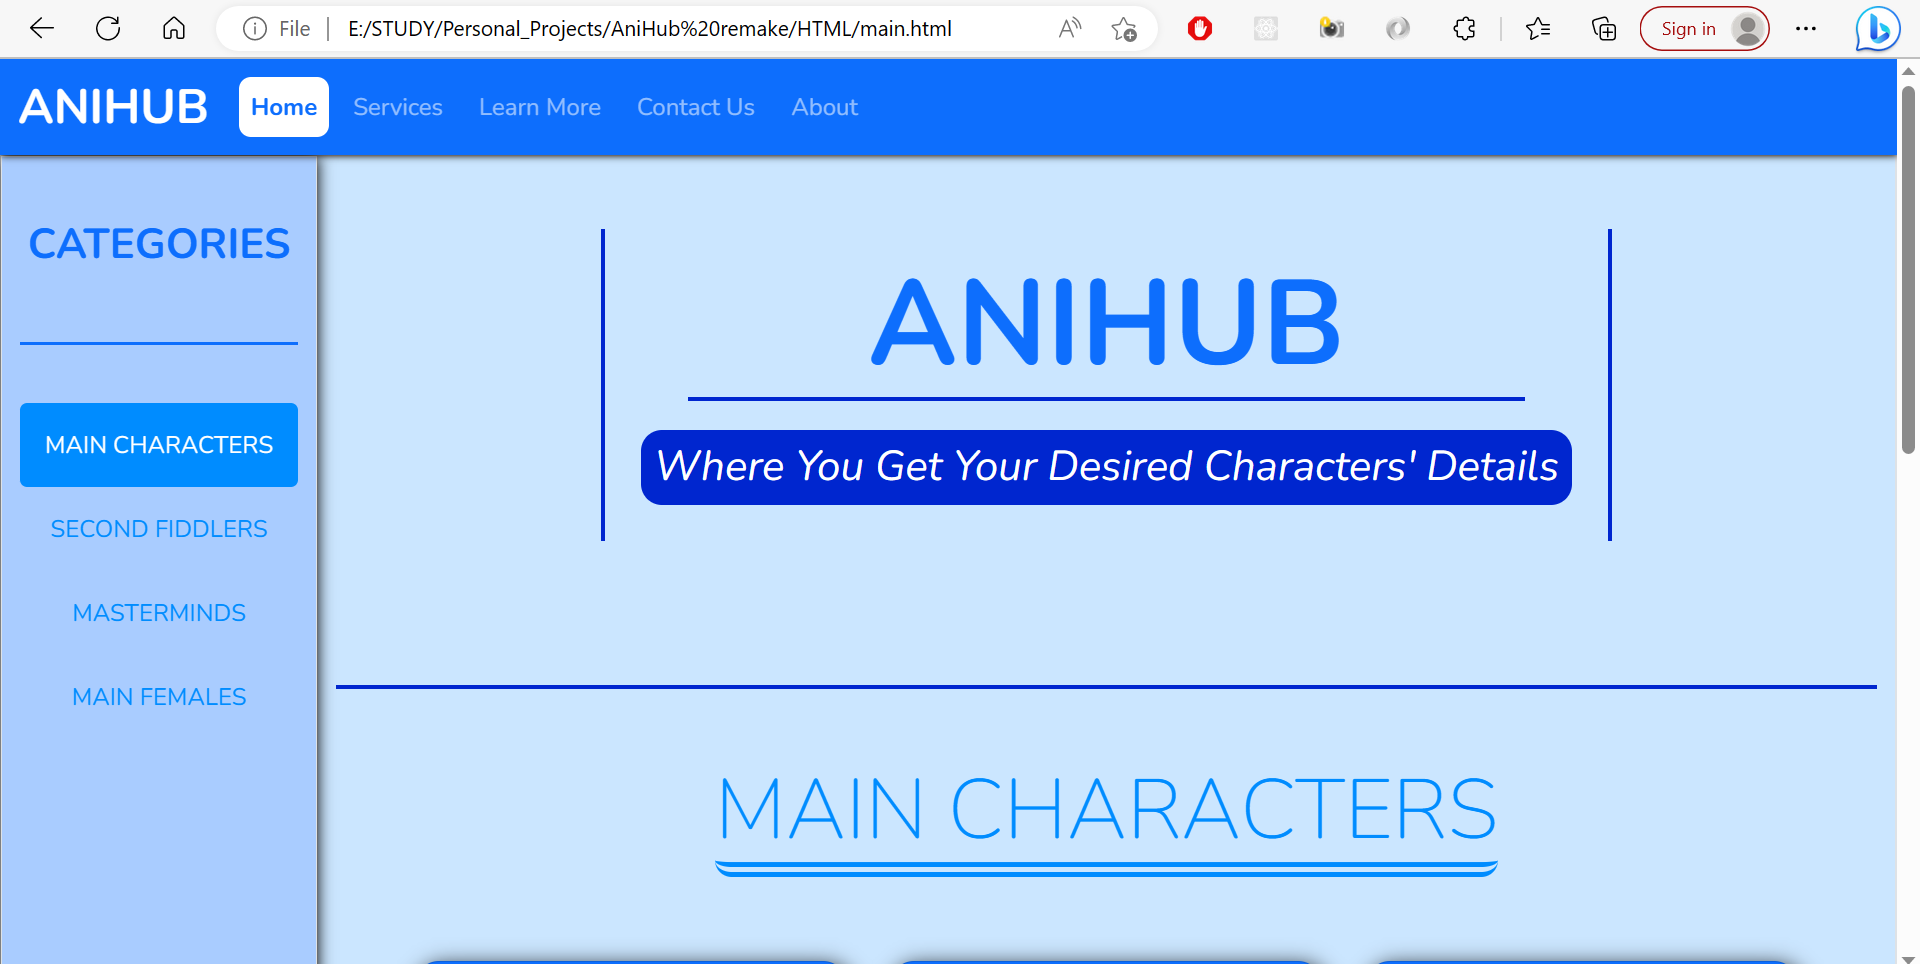 File
E:/STUDY/Personal_Projects/AniHub%20remake/HTML/main.html
Sign in
ANIHUB Home Services Learn More Contact Us About
CATEGORIES
MAIN CHARACTERS
SECOND FIDDLERS
MASTERMINDS
MAIN FEMALES
ANIHUB
Where You Get Your Desired Characters' Details
MAIN CHARACTERS